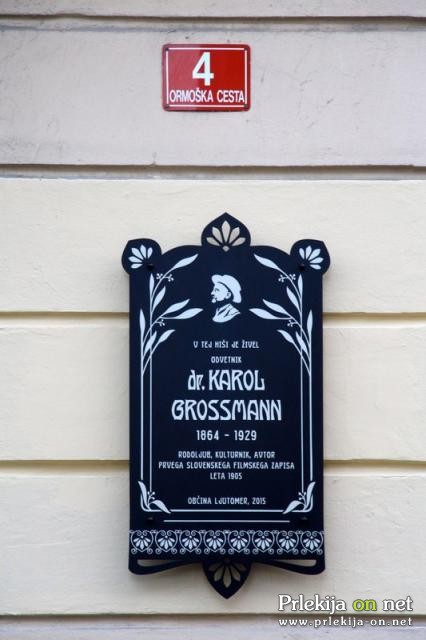 4
ORMOŠKA CESTA
V TEJ HIŠI JE ŽIVEL
ODVETNIK
dr. KAROL
GROSSMANN
1864 - 1929
RODOLJUB, KULTURNIK, AVTOR
PRVEGA SLOVENSKEGA FILMSKEGA ZAPISA
LETA 1905
OBČINA LJUTOMER, 2015
Prlekija on net
www.prlekija-on.net